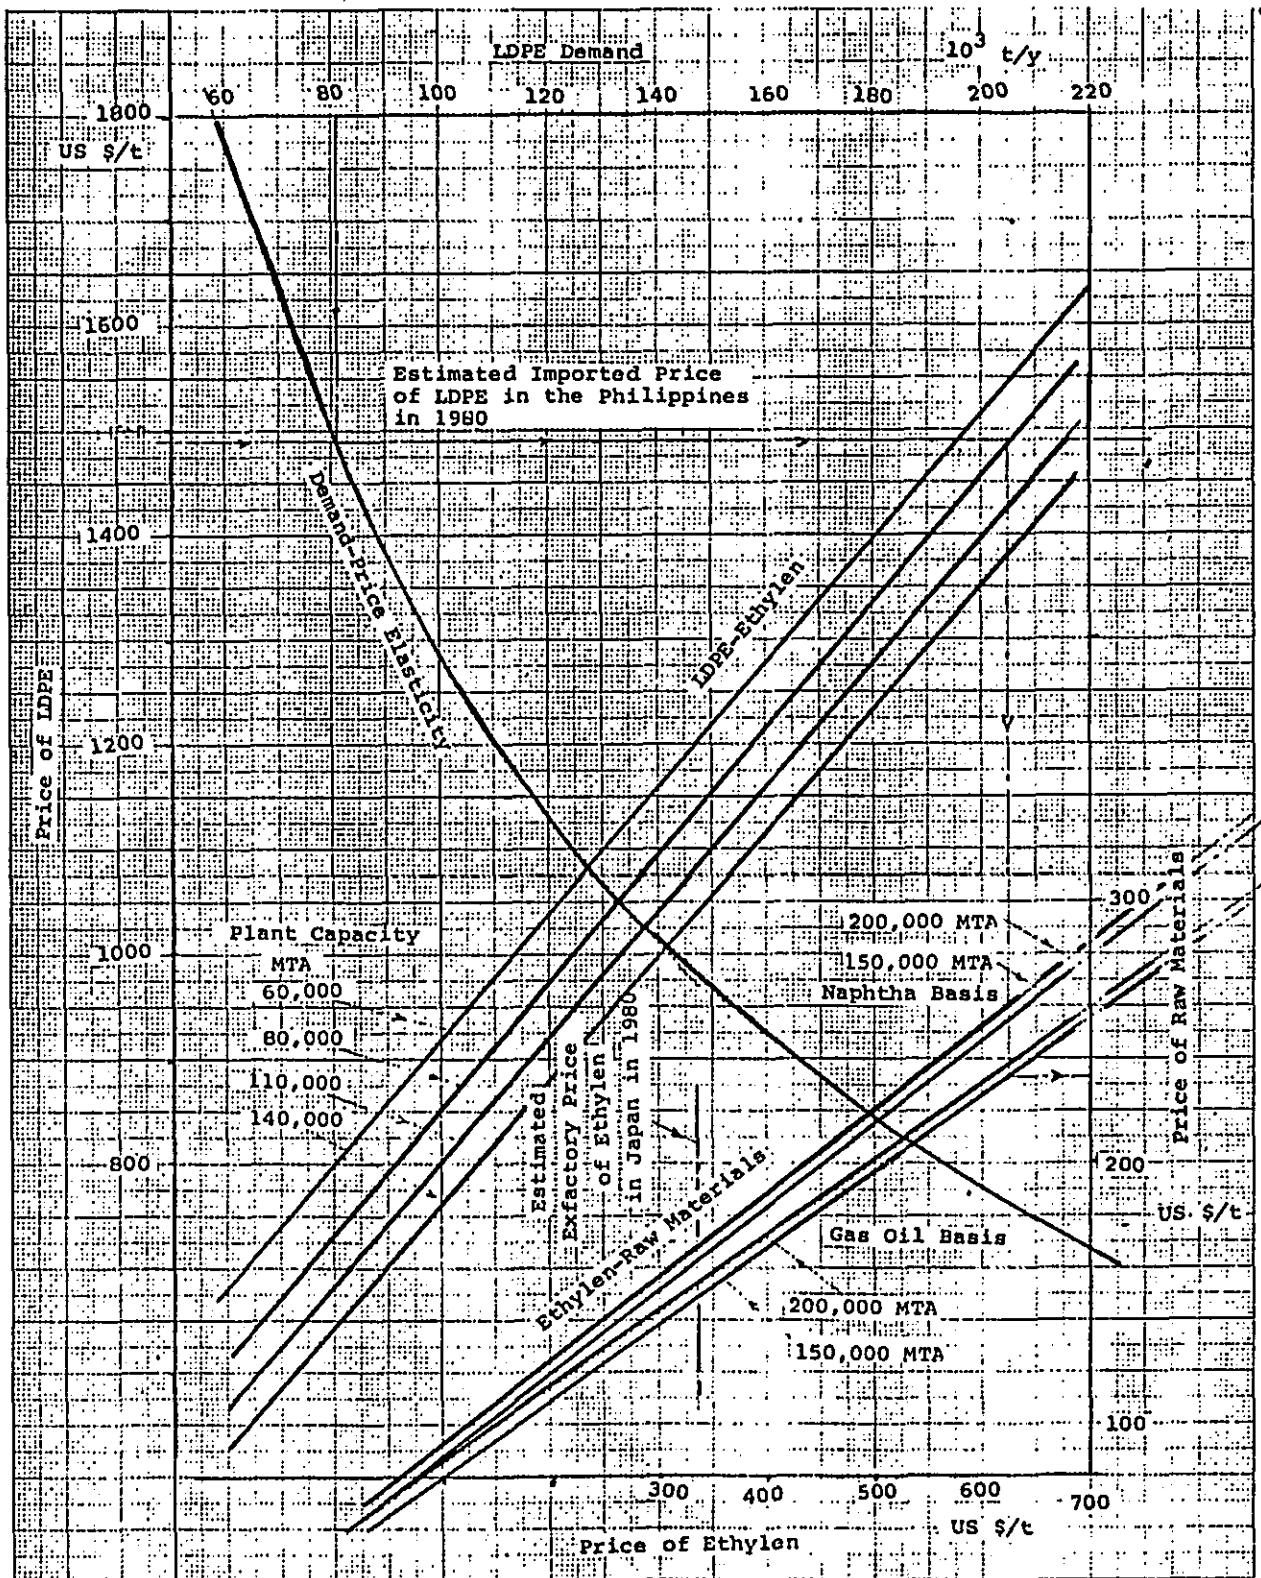 LDPE Demand
10³ t/y
60 80 100 120 140 160 180 200 220
1800
US $/t
1600
Estimated Imported Price
of LDPE in the Philippines
in 1980
Demand-Price Elasticity
1400
LDPE-Ethylen
Price of LDPE
1200
Plant Capacity
MTA
60,000
80,000
110,000
140,000
1000
800
Estimated
Exfactory Price
of Ethylen
in Japan in 1980
Ethylen-Raw Materials
200,000 MTA
150,000 MTA
Naphtha Basis
300
Price of Raw Materials
200
US $/t
Gas Oil Basis
200,000 MTA
150,000 MTA
100
300 400 500 600 700
US $/t
Price of Ethylen